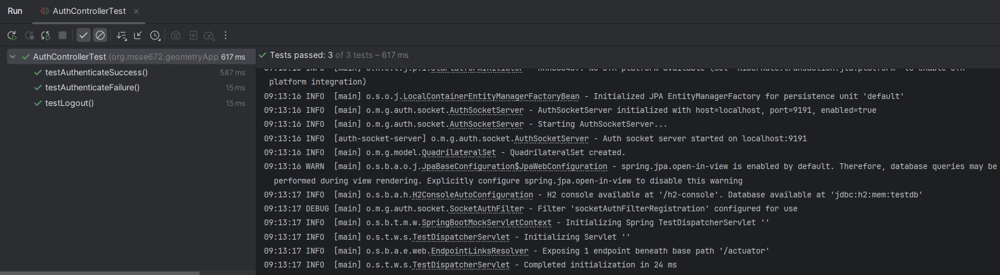 Run
AuthControllerTest
AuthControllerTest (org.msse672.geometryApp 617 ms
testAuthenticateSuccess() 587 ms
testAuthenticateFailure() 15 ms
testLogout() 15 ms
Tests passed: 3 of 3 tests – 617 ms
platform integration)
09:13:16 INFO [main] o.s.o.j.LocalContainerEntityManagerFactoryBean - Initialized JPA EntityManagerFactory for persistence unit 'default'
09:13:16 INFO [main] o.m.g.auth.socket.AuthSocketServer - AuthSocketServer initialized with host=localhost, port=9191, enabled=true
09:13:16 INFO [main] o.m.g.auth.socket.AuthSocketServer - Starting AuthSocketServer...
09:13:16 INFO [auth-socket-server] o.m.g.auth.socket.AuthSocketServer - Auth socket server started on localhost:9191
09:13:16 INFO [main] o.m.g.model.QuadrilateralSet - QuadrilateralSet created.
09:13:16 WARN [main] o.s.b.a.o.j.JpaBaseConfiguration$JpaWebConfiguration - spring.jpa.open-in-view is enabled by default. Therefore, database queries may be
performed during view rendering. Explicitly configure spring.jpa.open-in-view to disable this warning
09:13:17 INFO [main] o.s.b.a.h.H2ConsoleAutoConfiguration - H2 console available at '/h2-console'. Database available at 'jdbc:h2:mem:testdb'
09:13:17 DEBUG [main] o.m.g.auth.socket.SocketAuthFilter - Filter 'socketAuthFilterRegistration' configured for use
09:13:17 INFO [main] o.s.b.t.m.w.SpringBootMockServletContext - Initializing Spring TestDispatcherServlet ''
09:13:17 INFO [main] o.s.t.w.s.TestDispatcherServlet - Initializing Servlet ''
09:13:17 INFO [main] o.s.b.a.e.web.EndpointLinksResolver - Exposing 1 endpoint beneath base path '/actuator'
09:13:17 INFO [main] o.s.t.w.s.TestDispatcherServlet - Completed initialization in 24 ms